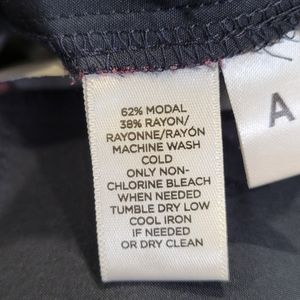 62% MODAL
38% RAYON/
RAYONNE/RAYÓN
MACHINE WASH
COLD
ONLY NON-
CHLORINE BLEACH
WHEN NEEDED
TUMBLE DRY LOW
COOL IRON
IF NEEDED
OR DRY CLEAN
A